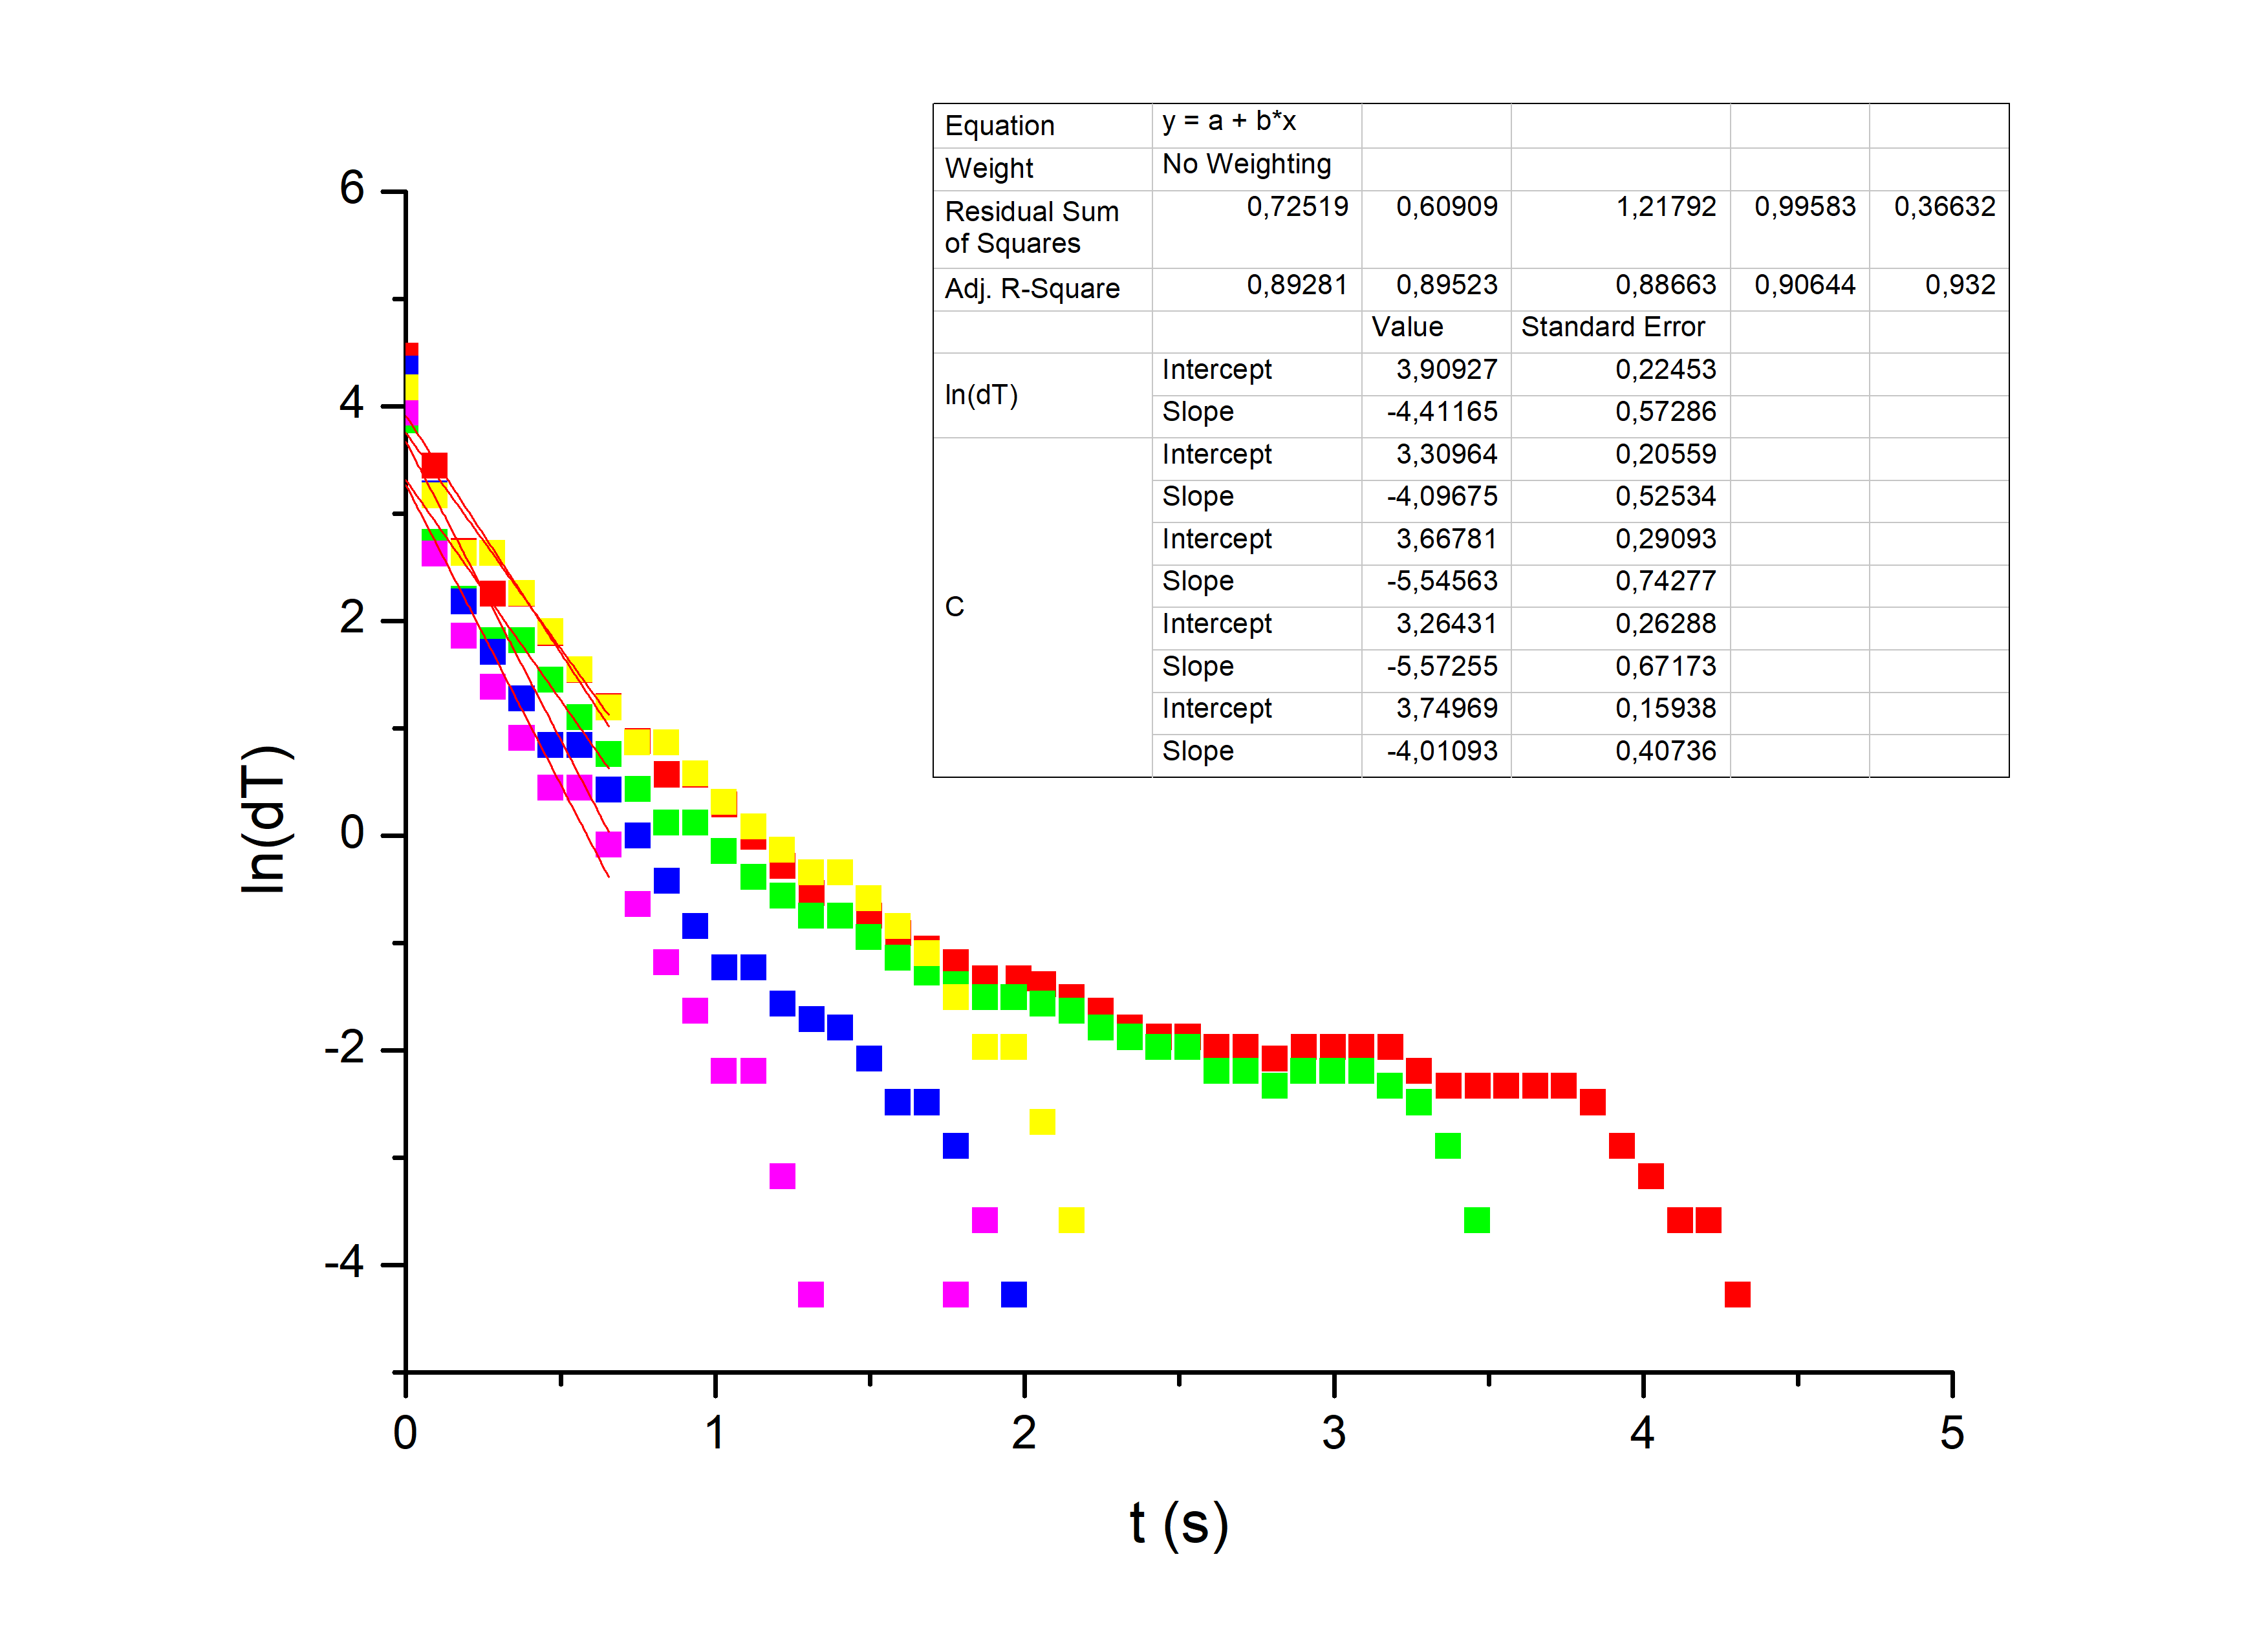 Equation y = a + b*x
Weight No Weighting
Residual Sum of Squares 0,72519 0,60909 1,21792 0,99583 0,36632
Adj. R-Square 0,89281 0,89523 0,88663 0,90644 0,932
Value Standard Error
ln(dT) Intercept 3,90927 0,22453
Slope -4,41165 0,57286
C Intercept 3,30964 0,20559
Slope -4,09675 0,52534
Intercept 3,66781 0,29093
Slope -5,54563 0,74277
Intercept 3,26431 0,26288
Slope -5,57255 0,67173
Intercept 3,74969 0,15938
Slope -4,01093 0,40736
6
4
2
0
-2
-4
ln(dT)
0 1 2 3 4 5
t (s)